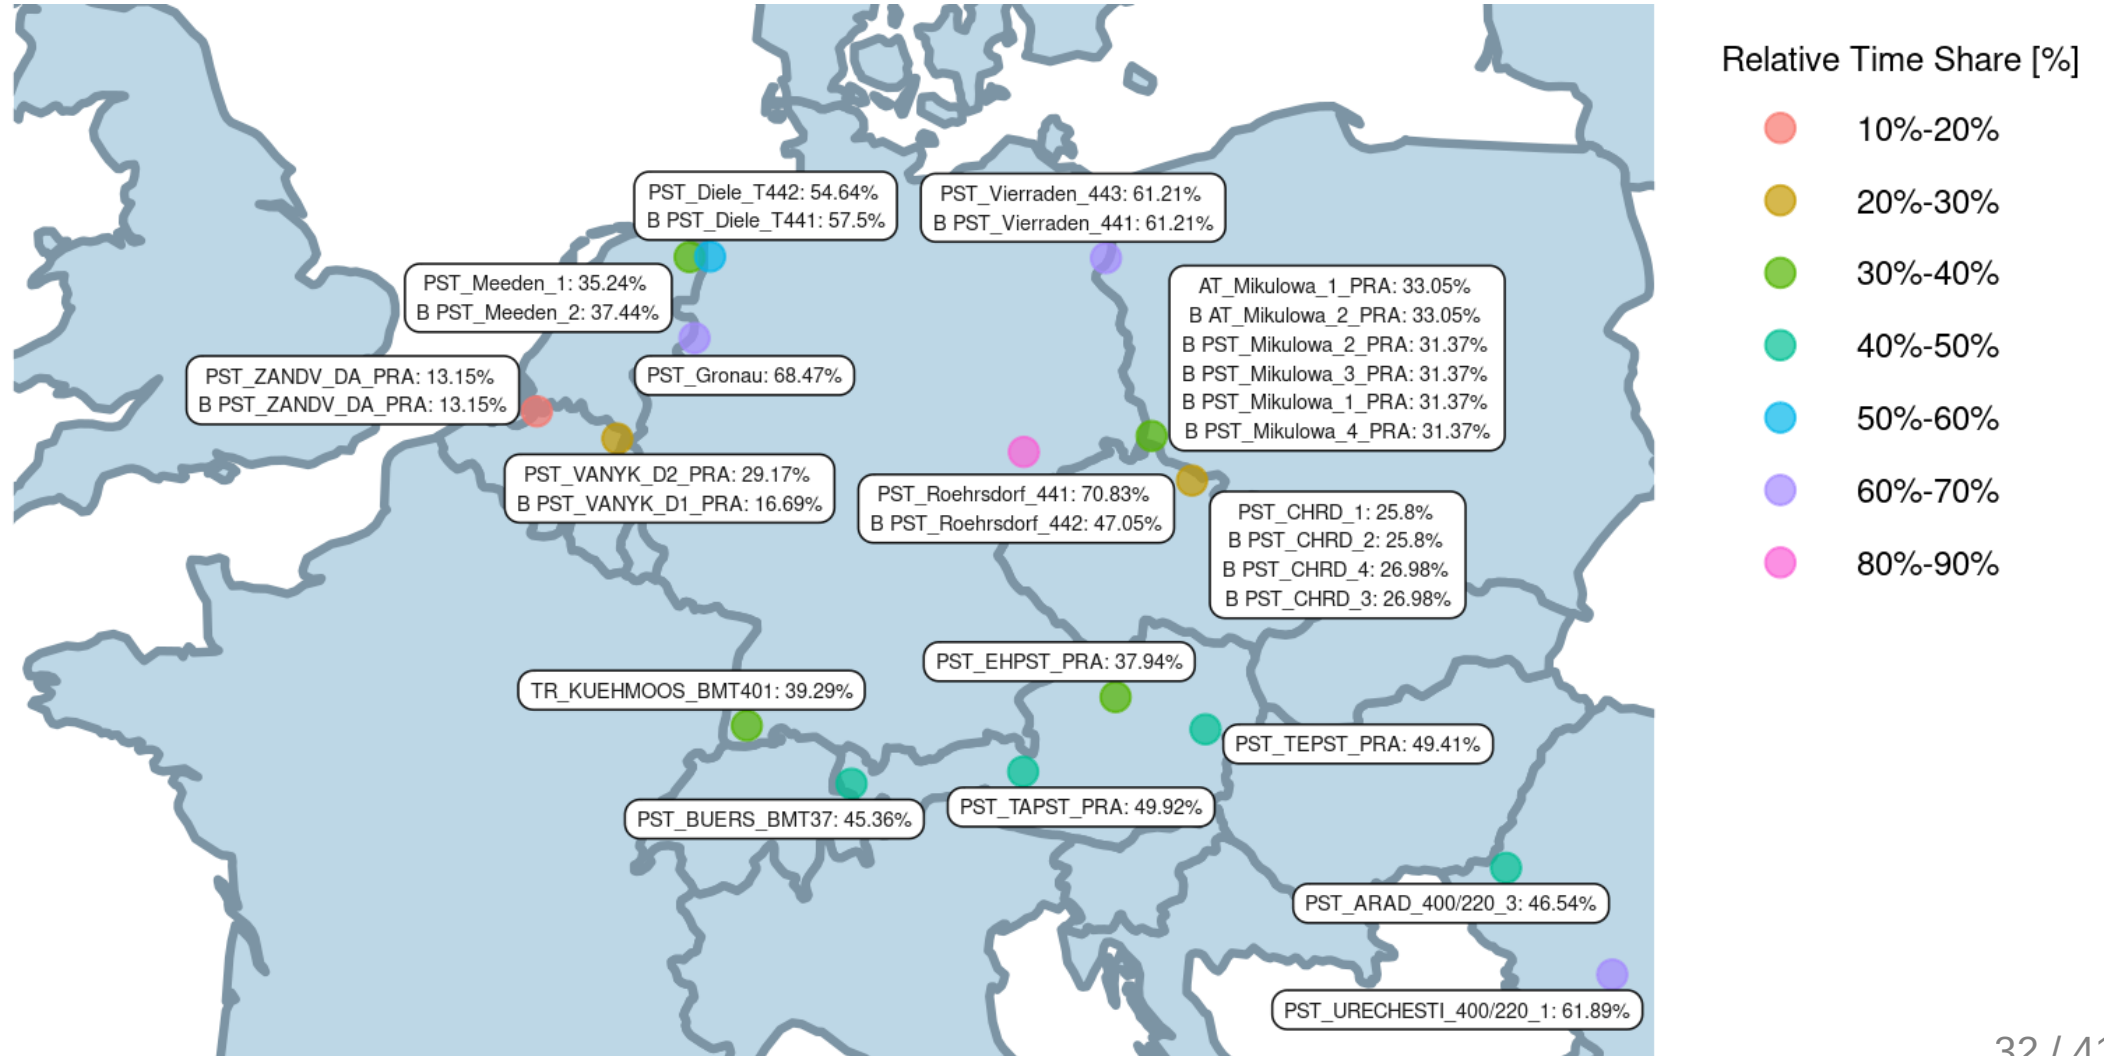 Relative Time Share [%]
10%-20%
20%-30%
30%-40%
40%-50%
50%-60%
60%-70%
80%-90%
PST_Diele_T442: 54.64%
B PST_Diele_T441: 57.5%
PST_Vierraden_443: 61.21%
B PST_Vierraden_441: 61.21%
PST_Meeden_1: 35.24%
B PST_Meeden_2: 37.44%
AT_Mikulowa_1_PRA: 33.05%
B AT_Mikulowa_2_PRA: 33.05%
B PST_Mikulowa_2_PRA: 31.37%
B PST_Mikulowa_3_PRA: 31.37%
B PST_Mikulowa_1_PRA: 31.37%
B PST_Mikulowa_4_PRA: 31.37%
PST_ZANDV_DA_PRA: 13.15%
B PST_ZANDV_DA_PRA: 13.15%
PST_Gronau: 68.47%
PST_VANYK_D2_PRA: 29.17%
B PST_VANYK_D1_PRA: 16.69%
PST_Roehrsdorf_441: 70.83%
B PST_Roehrsdorf_442: 47.05%
PST_CHRD_1: 25.8%
B PST_CHRD_2: 25.8%
B PST_CHRD_4: 26.98%
B PST_CHRD_3: 26.98%
PST_EHPST_PRA: 37.94%
TR_KUEHMOOS_BMT401: 39.29%
PST_TEPST_PRA: 49.41%
PST_BUERS_BMT37: 45.36%
PST_TAPST_PRA: 49.92%
PST_ARAD_400/220_3: 46.54%
PST_URECHESTI_400/220_1: 61.89%
32 /